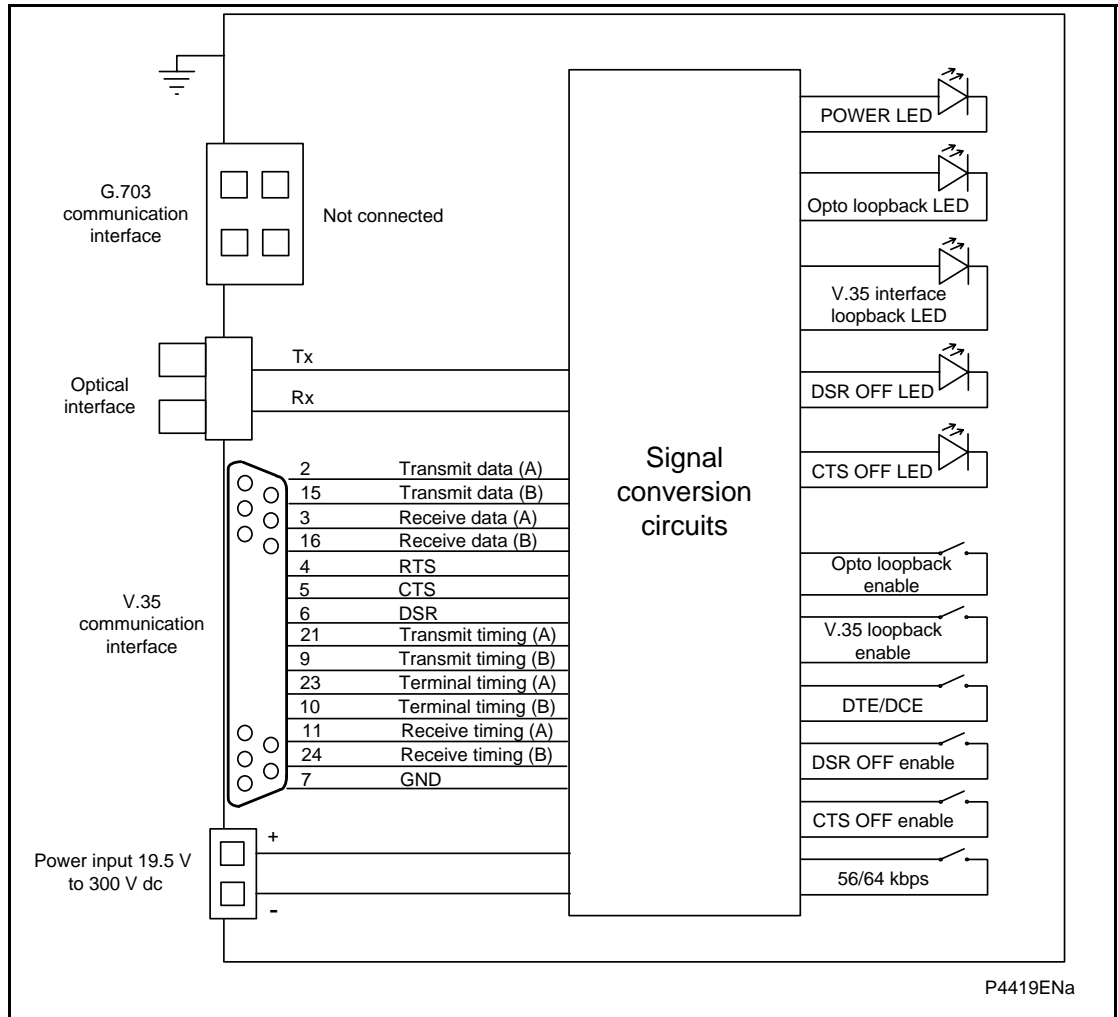 G.703
communication
interface
Not connected
Optical
interface
Tx
Rx
V.35
communication
interface
2 Transmit data (A)
15 Transmit data (B)
3 Receive data (A)
16 Receive data (B)
4 RTS
5 CTS
6 DSR
21 Transmit timing (A)
9 Transmit timing (B)
23 Terminal timing (A)
10 Terminal timing (B)
11 Receive timing (A)
24 Receive timing (B)
7 GND
Power input 19.5 V
to 300 V dc
+
-
Signal
conversion
circuits
POWER LED
Opto loopback LED
V.35 interface
loopback LED
DSR OFF LED
CTS OFF LED
Opto loopback
enable
V.35 loopback
enable
DTE/DCE
DSR OFF enable
CTS OFF enable
56/64 kbps
P4419ENa